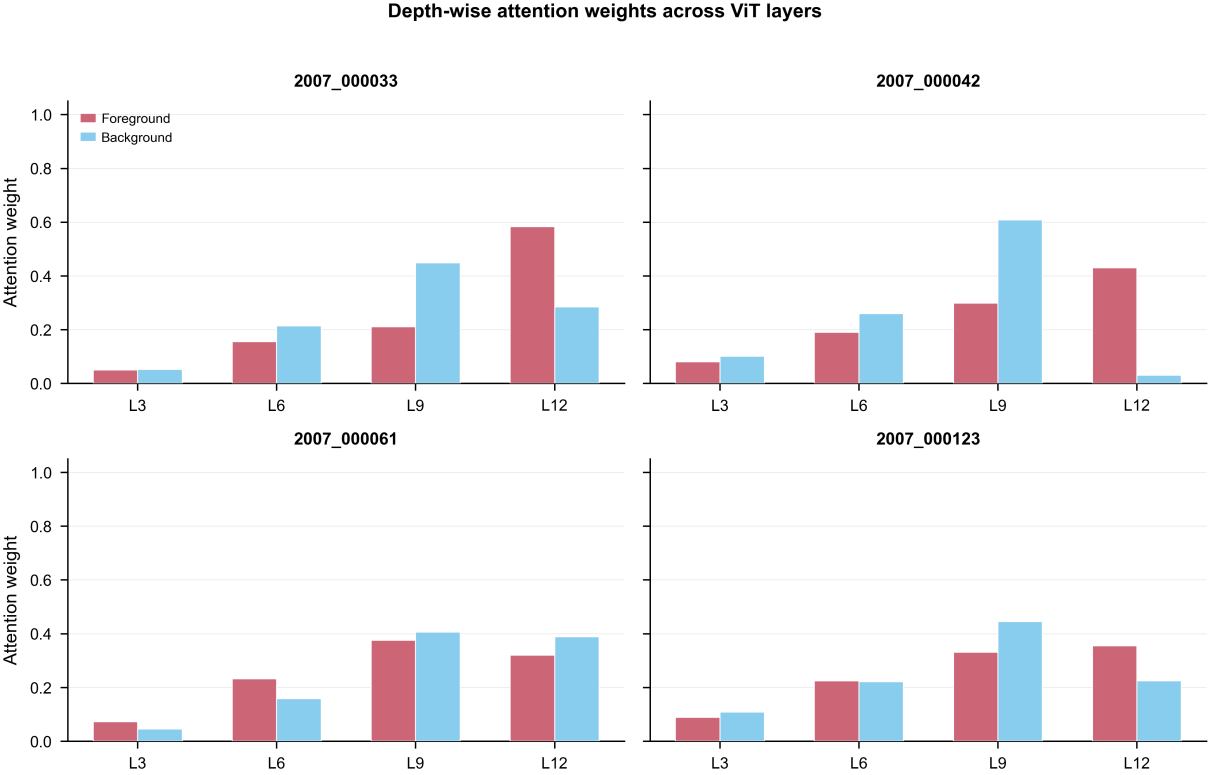 Depth-wise attention weights across ViT layers
2007_000033
1.0
0.8
0.6
0.4
0.2
0.0
Attention weight
Foreground
Background
L3 L6 L9 L12
2007_000042
L3 L6 L9 L12
2007_000061
1.0
0.8
0.6
0.4
0.2
0.0
Attention weight
L3 L6 L9 L12
2007_000123
L3 L6 L9 L12